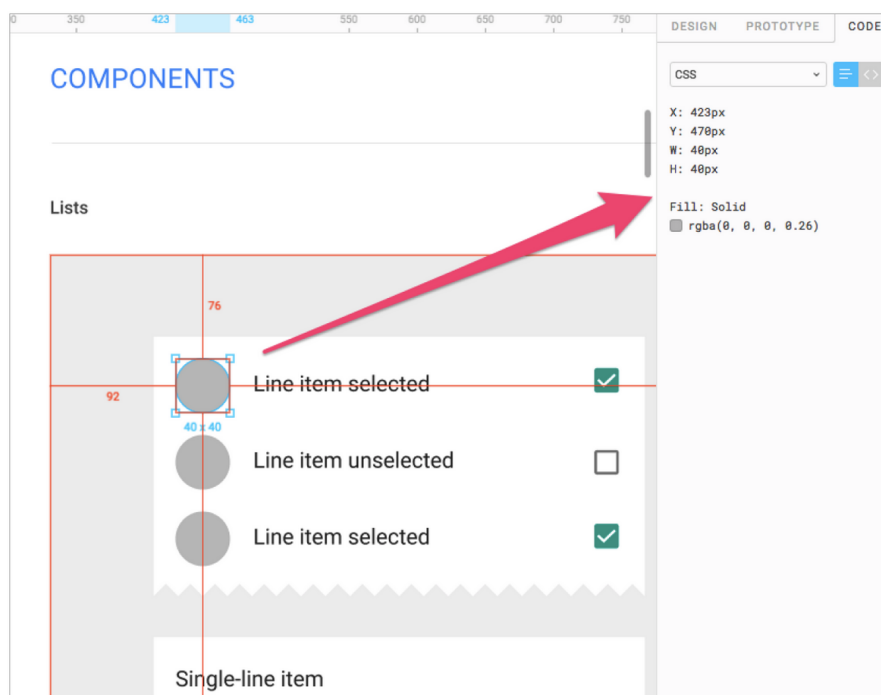 0 350 423 463 550 600 650 700 750
DESIGN PROTOTYPE CODE
COMPONENTS
CSS
X: 423px
Y: 470px
W: 40px
H: 40px
Lists
Fill: Solid
rgba(0, 0, 0, 0.26)
76
Line item selected
92
40 x 40
Line item unselected
Line item selected
Single-line item